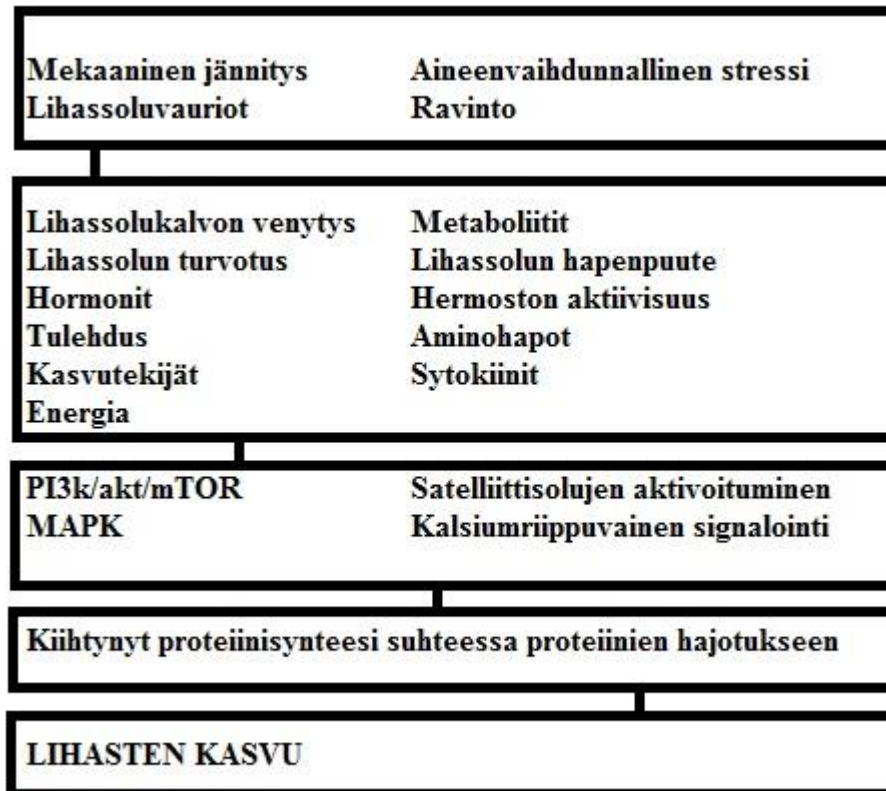 Mekaaninen jännitys Aineenvaihdunnallinen stressi
Lihassoluvauriot Ravinto
Lihassolukalvon venytys Metaboliitit
Lihassolun turvotus Lihassolun hapenpuute
Hormonit Hermoston aktiivisuus
Tulehdus Aminohapot
Kasvutekijät Sytokiinit
Energia
PI3k/akt/mTOR Satelliittisolujen aktivoituminen
MAPK Kalsiumriippuvainen signalointi
Kiihtynyt proteiinisynteesi suhteessa proteiinien hajotukseen
LIHASTEN KASVU